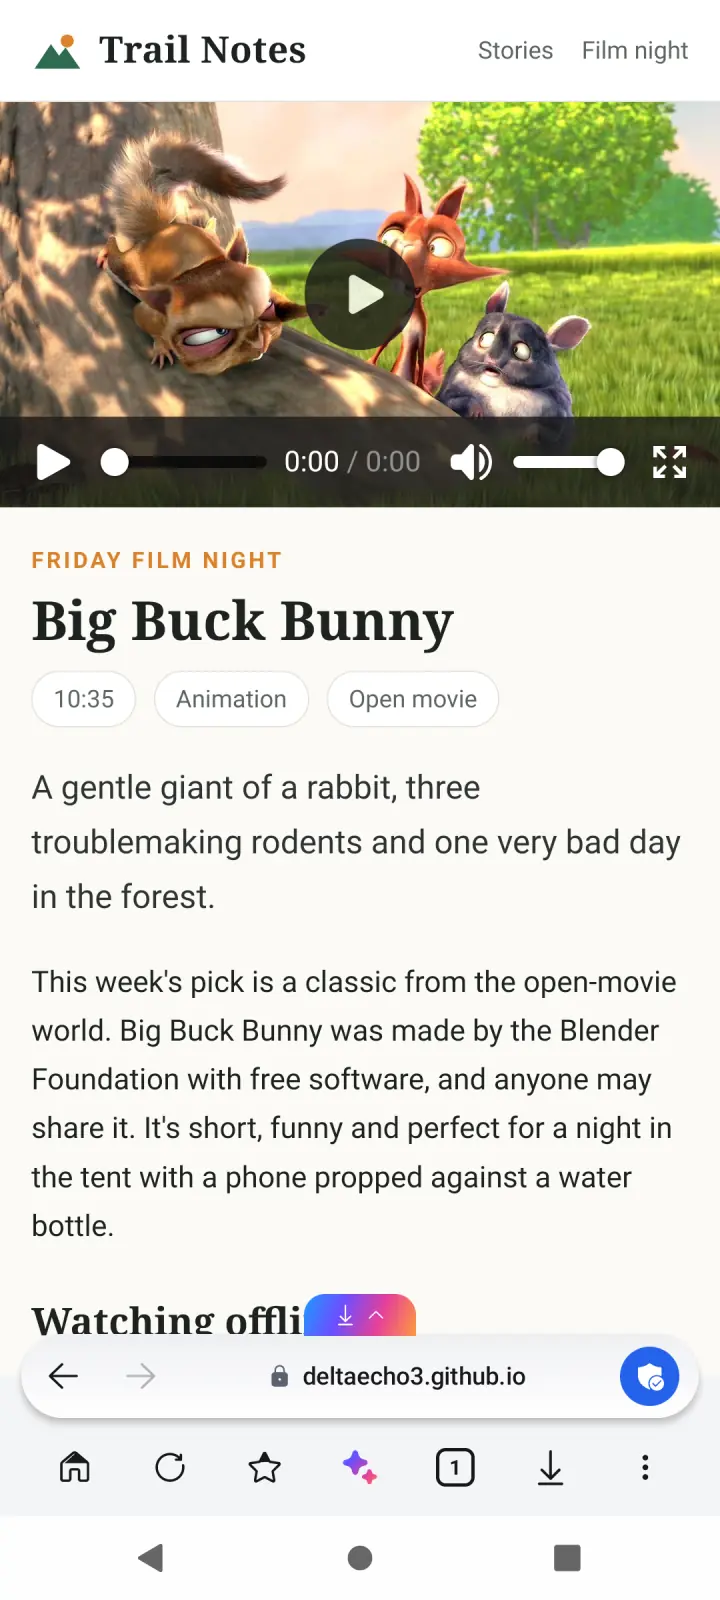 Trail Notes
Stories
Film night
0:00 / 0:00
FRIDAY FILM NIGHT
Big Buck Bunny
10:35
Animation
Open movie
A gentle giant of a rabbit, three
troublemaking rodents and one very bad day
in the forest.
This week's pick is a classic from the open-movie
world. Big Buck Bunny was made by the Blender
Foundation with free software, and anyone may
share it. It's short, funny and perfect for a night in
the tent with a phone propped against a water
bottle.
Watching offli
deltaecho3.github.io
1